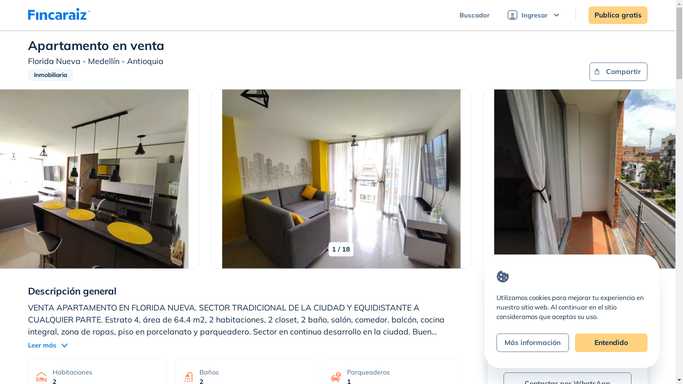 Fincaraiz
Buscador
Ingresar
Publica gratis
Apartamento en venta
Florida Nueva - Medellín - Antioquia
Inmobiliaria
Compartir
1 / 18
Descripción general
VENTA APARTAMENTO EN FLORIDA NUEVA, SECTOR TRADICIONAL DE LA CIUDAD Y EQUIDISTANTE A
CUALQUIER PARTE. Estrato 4, área de 64.4 m2, 2 habitaciones, 2 closet, 2 baño, salón, comedor, balcón, cocina
integral, zona de ropas, piso en porcelanato y parqueadero. Sector en continuo desarrollo en la ciudad. Buen...
Leer más
Habitaciones
2
Baños
2
Parqueaderos
1
Utilizamos cookies para mejorar tu experiencia en
nuestro sitio web. Al continuar en el sitio
consideramos que aceptas su uso.
Más información
Entendido
Contactar por WhatsApp